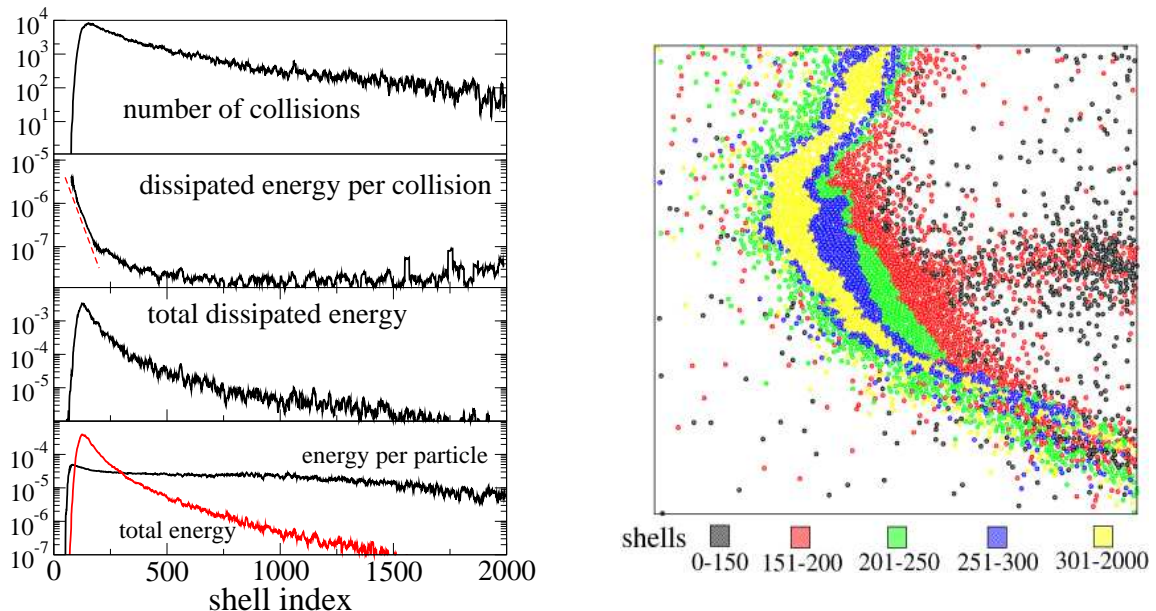 10^4
10^3
10^2
10^1
number of collisions
10^-5
10^-6
10^-7
dissipated energy per collision
10^-3
10^-4
10^-5
total dissipated energy
10^-4
10^-5
10^-6
10^-7
energy per particle
total energy
0 500 1000 1500 2000
shell index
shells
0-150 151-200 201-250 251-300 301-2000